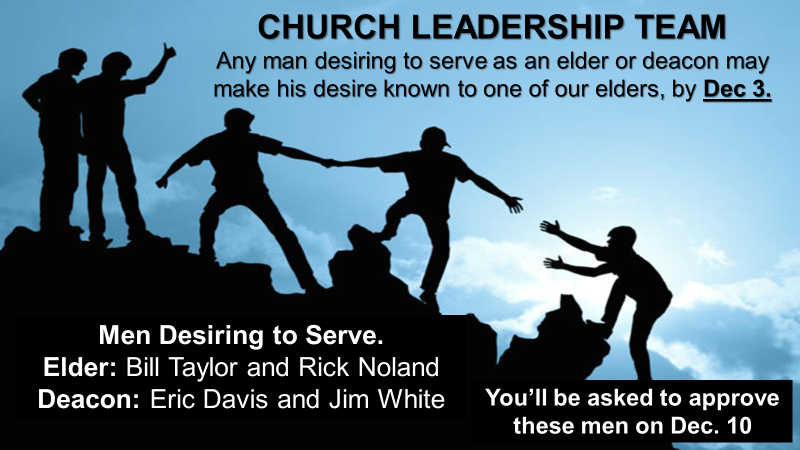 CHURCH LEADERSHIP TEAM
Any man desiring to serve as an elder or deacon may
make his desire known to one of our elders, by Dec 3.
Men Desiring to Serve.
Elder: Bill Taylor and Rick Noland
Deacon: Eric Davis and Jim White
You’ll be asked to approve
these men on Dec. 10